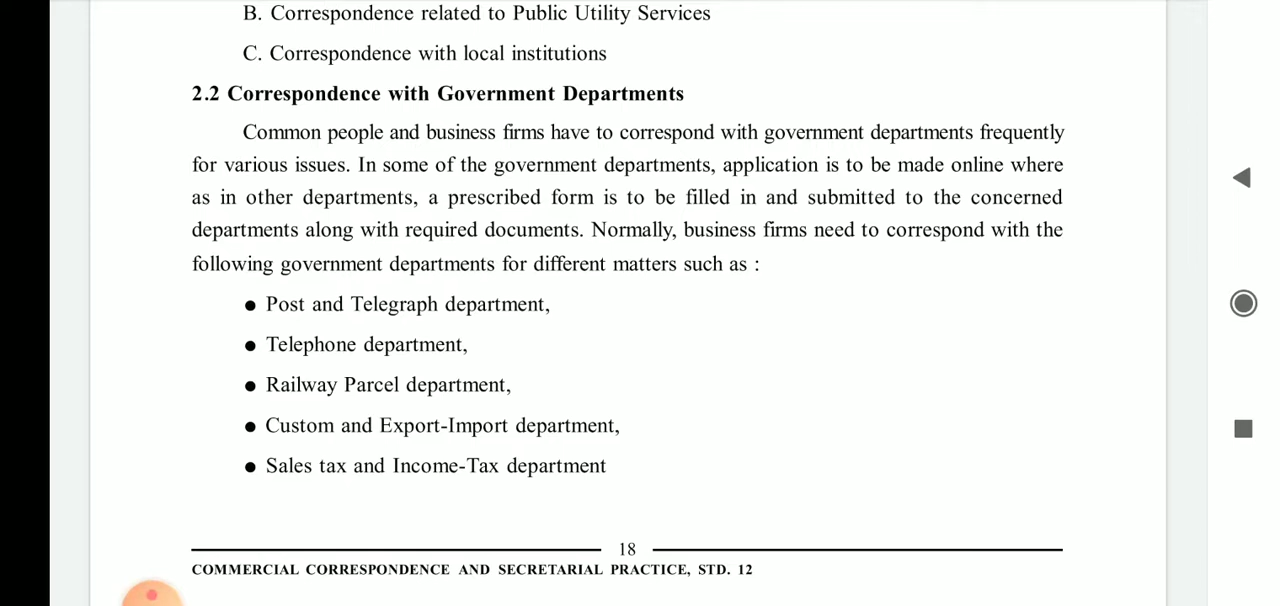 B. Correspondence related to Public Utility Services
C. Correspondence with local institutions
2.2 Correspondence with Government Departments
Common people and business firms have to correspond with government departments frequently
for various issues. In some of the government departments, application is to be made online where
as in other departments, a prescribed form is to be filled in and submitted to the concerned
departments along with required documents. Normally, business firms need to correspond with the
following government departments for different matters such as :
● Post and Telegraph department,
● Telephone department,
● Railway Parcel department,
● Custom and Export-Import department,
● Sales tax and Income-Tax department
18
COMMERCIAL CORRESPONDENCE AND SECRETARIAL PRACTICE, STD. 12